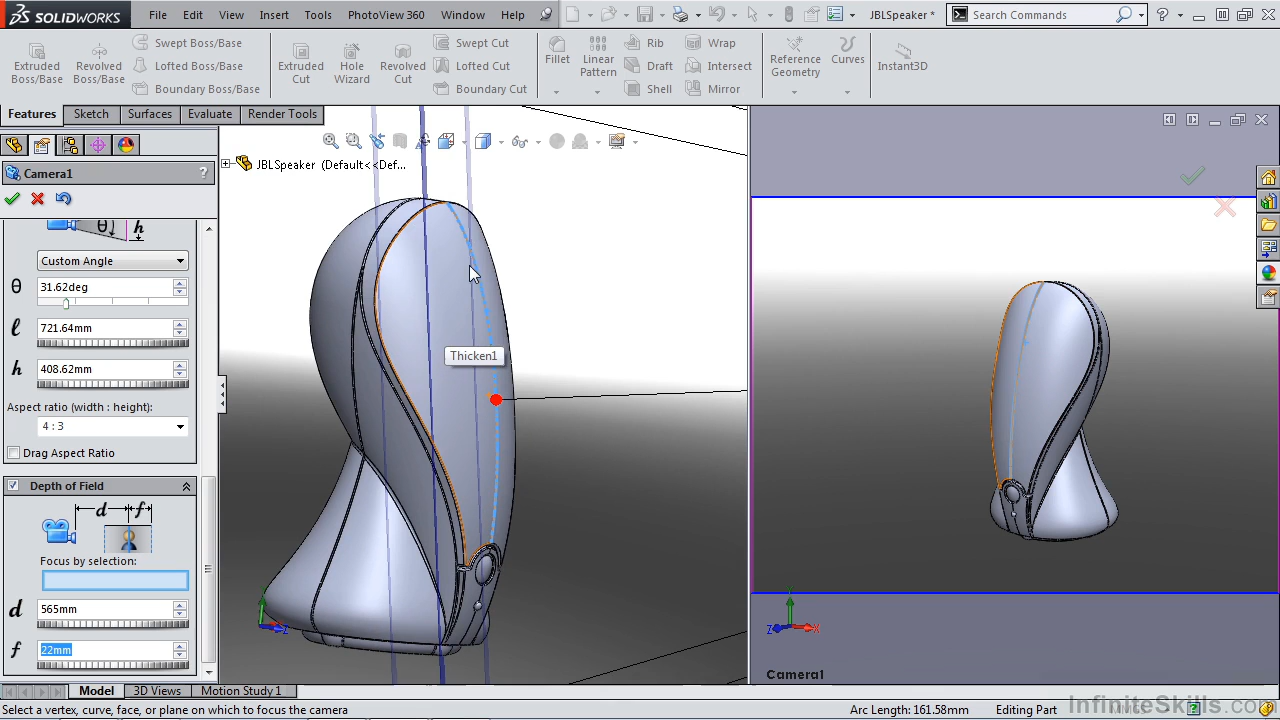 SOLIDWORKS File Edit View Insert Tools PhotoView 360 Window Help JBLSpeaker * Search Commands
Extruded Boss/Base
Revolved Boss/Base
Swept Boss/Base
Lofted Boss/Base
Boundary Boss/Base
Extruded Cut
Hole Wizard
Revolved Cut
Swept Cut
Lofted Cut
Boundary Cut
Fillet
Linear Pattern
Rib
Draft
Shell
Wrap
Intersect
Mirror
Reference Geometry
Curves
Instant3D
Features Sketch Surfaces Evaluate Render Tools
JBLSpeaker (Default<<Def...
Camera1 ?
θ h
Custom Angle
θ 31.62deg
ℓ 721.64mm
h 408.62mm
Aspect ratio (width : height):
4 : 3
Drag Aspect Ratio
Depth of Field
d f
Focus by selection:
d 565mm
f 22mm
Thicken1
Z
Z X
Camera1
Model 3D Views Motion Study 1
Select a vertex, curve, face, or plane on which to focus the camera Arc Length: 161.58mm Editing Part
InfiniteSkills.com